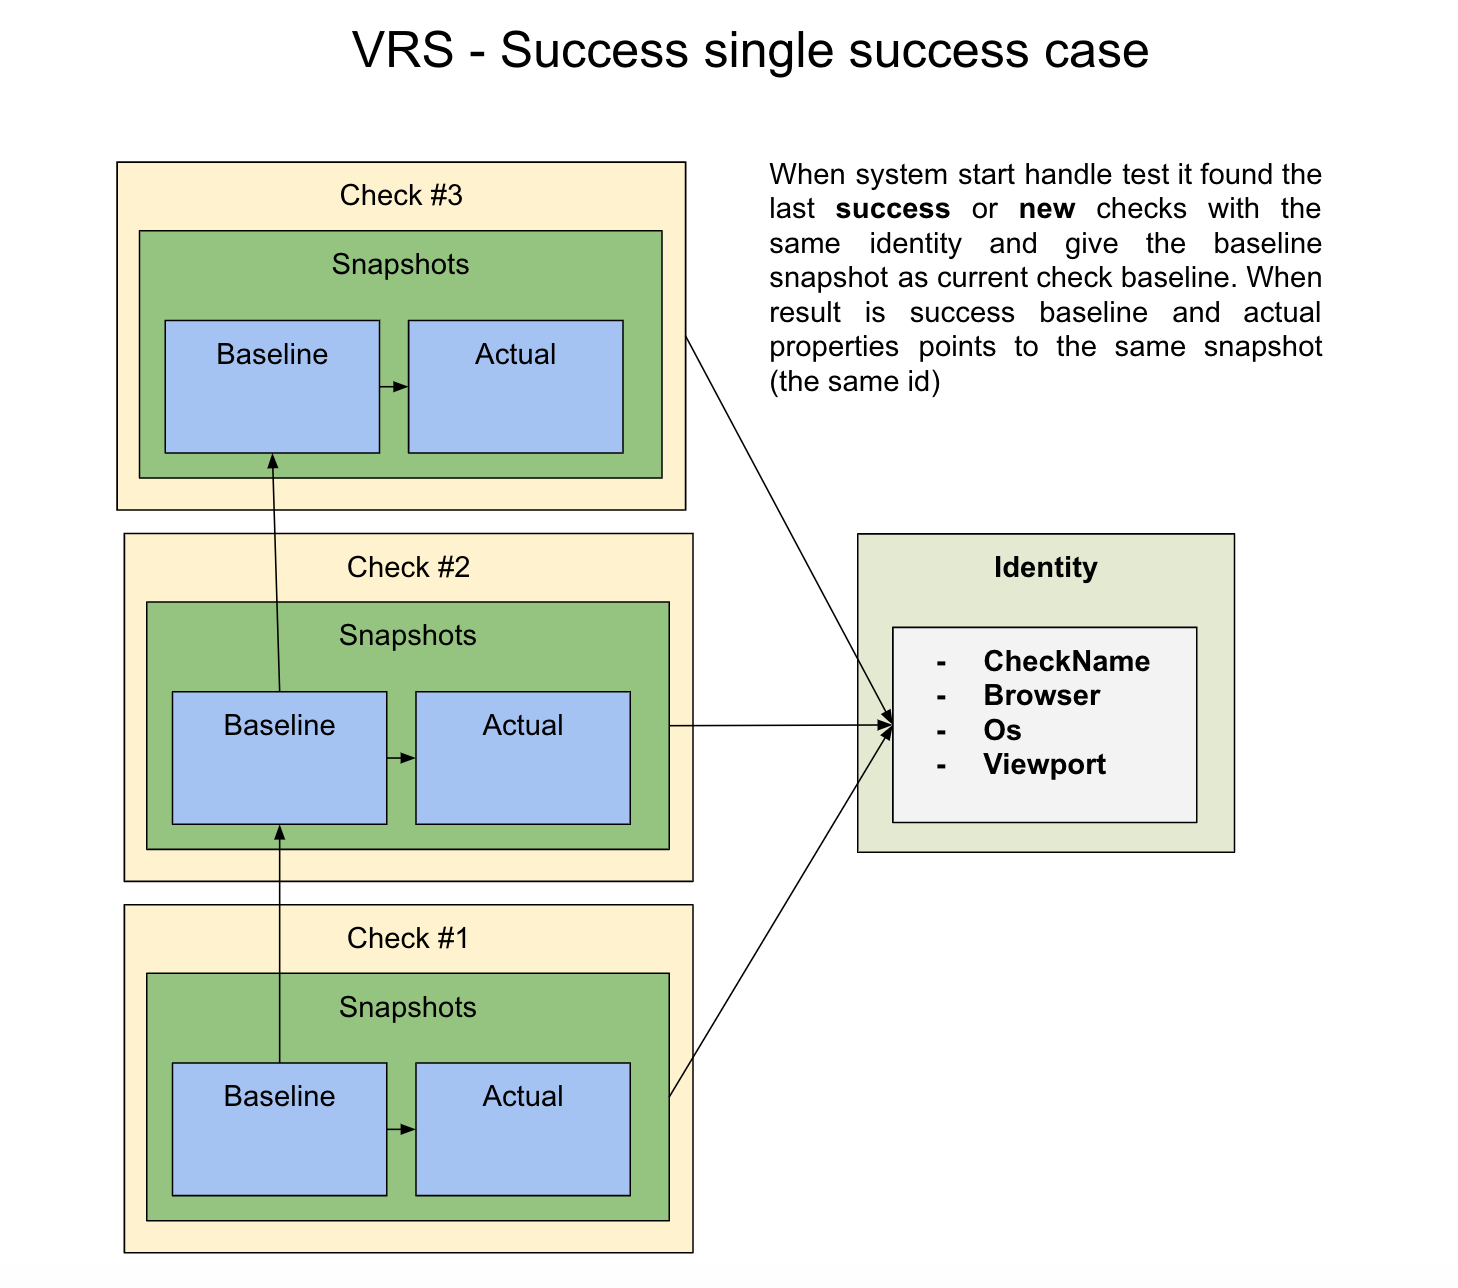 VRS - Success single success case
Check #3
Snapshots
Baseline
Actual
When system start handle test it found the
last success or new checks with the
same identity and give the baseline
snapshot as current check baseline. When
result is success baseline and actual
properties points to the same snapshot
(the same id)
Check #2
Snapshots
Baseline
Actual
Identity
- CheckName
- Browser
- Os
- Viewport
Check #1
Snapshots
Baseline
Actual